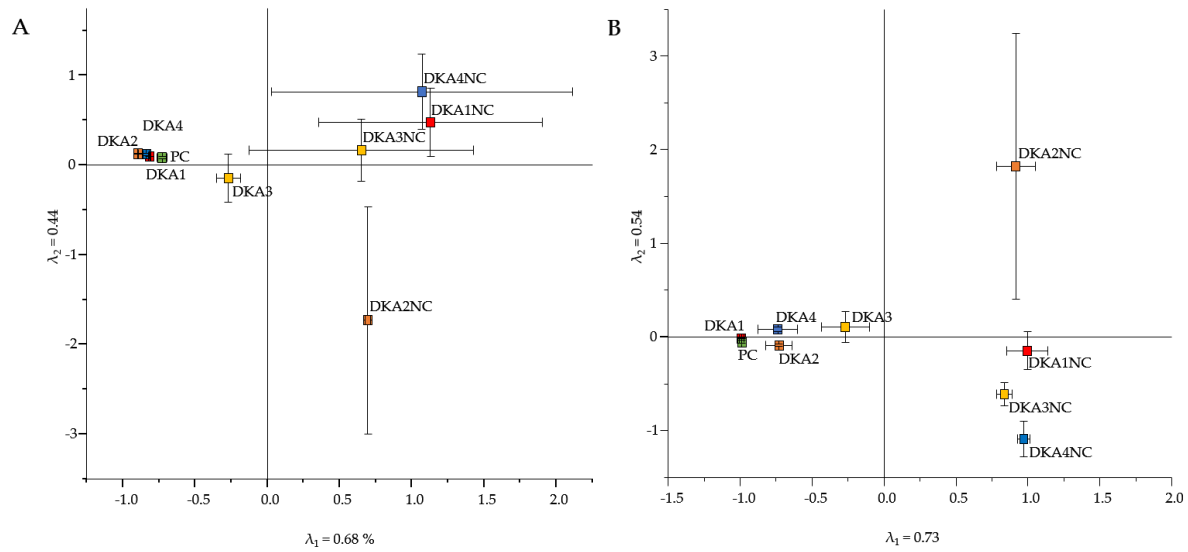 A
1
0
-1
-2
-3
-1.0
-0.5
0.0
0.5
1.0
1.5
2.0
λ2 = 0.44
λ1 = 0.68 %
DKA4NC
DKA1NC
DKA3NC
DKA4
DKA2
PC
DKA1
DKA3
DKA2NC
B
3
2
1
0
-1
-1.5
-1.0
-0.5
0.0
0.5
1.0
1.5
2.0
λ2 = 0.54
λ1 = 0.73
DKA2NC
DKA1
DKA4
DKA3
PC
DKA2
DKA1NC
DKA3NC
DKA4NC